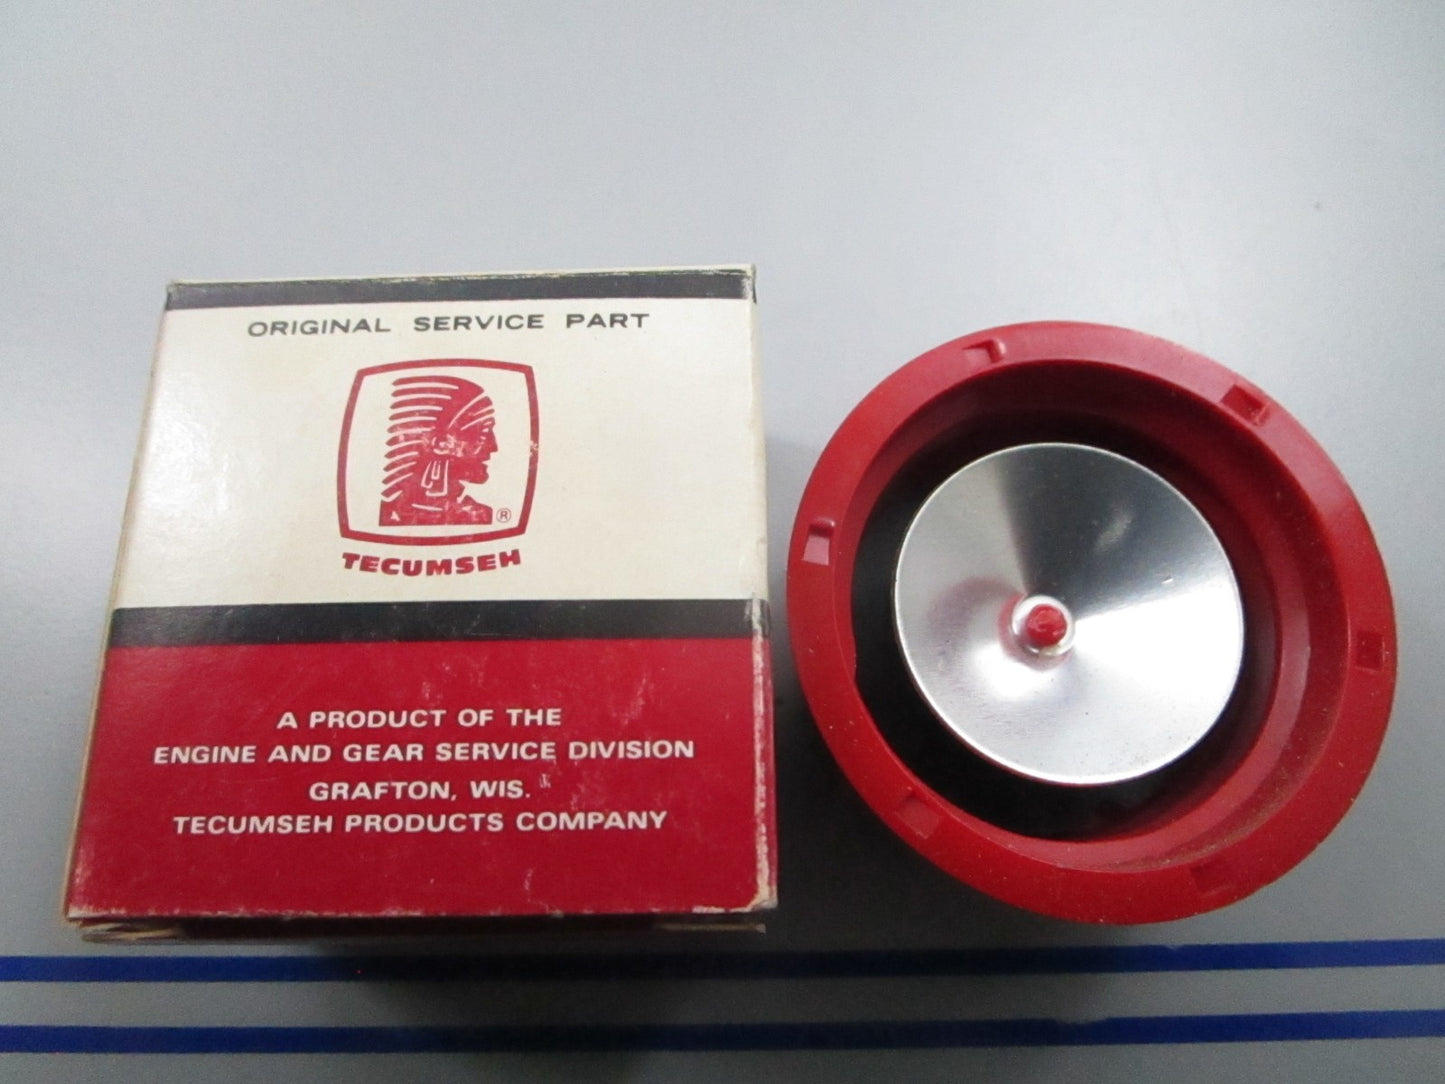 ORIGINAL SERVICE PART
®
TECUMSEH
A PRODUCT OF THE
ENGINE AND GEAR SERVICE DIVISION
GRAFTON, WIS.
TECUMSEH PRODUCTS COMPANY